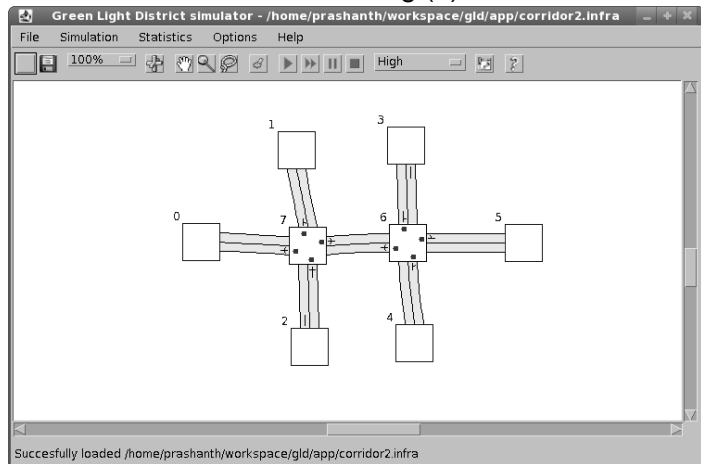 Green Light District simulator - /home/prashanth/workspace/gld/app/corridor2.infra
File Simulation Statistics Options Help
100% High
1 3
0 7 6 5
2 4
Succesfully loaded /home/prashanth/workspace/gld/app/corridor2.infra